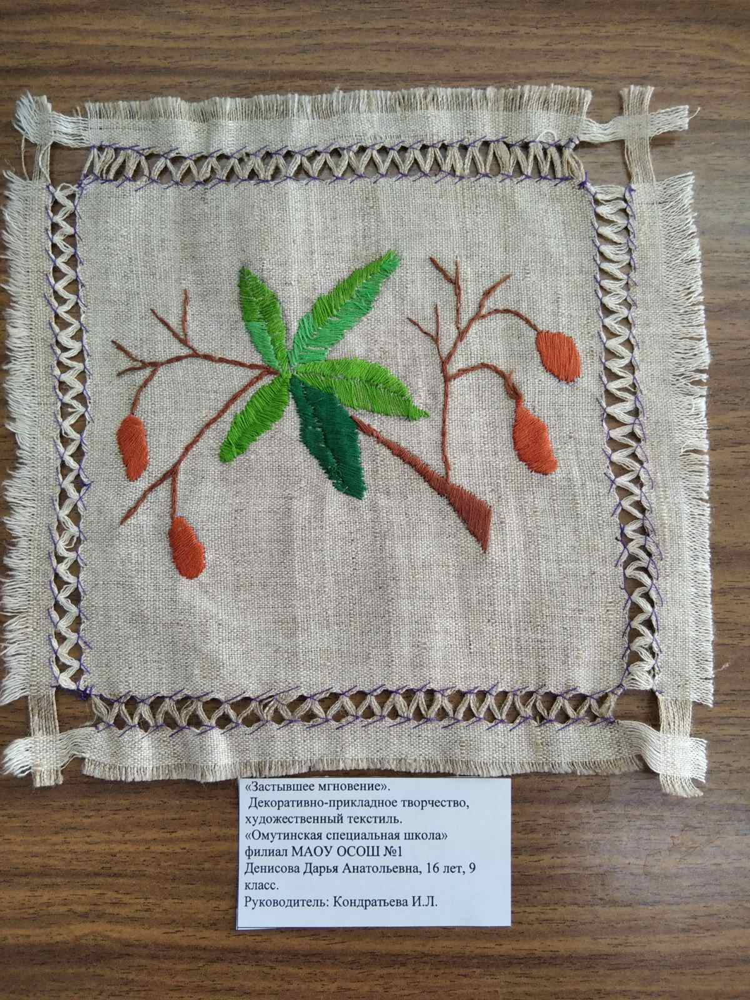 «Застывшее мгновение».
Декоративно-прикладное творчество,
художественный текстиль.
«Омутинская специальная школа»
филиал МАОУ ОСОШ №1
Денисова Дарья Анатольевна, 16 лет, 9
класс.
Руководитель: Кондратьева И.Л.